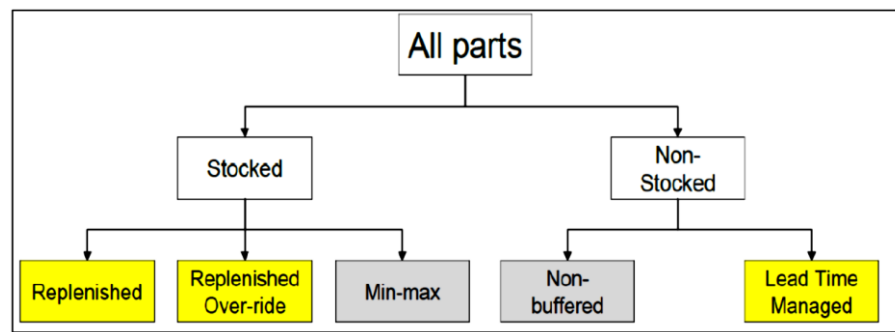 All parts
Stocked
Non-
Stocked
Replenished
Replenished
Over-ride
Min-max
Non-
buffered
Lead Time
Managed